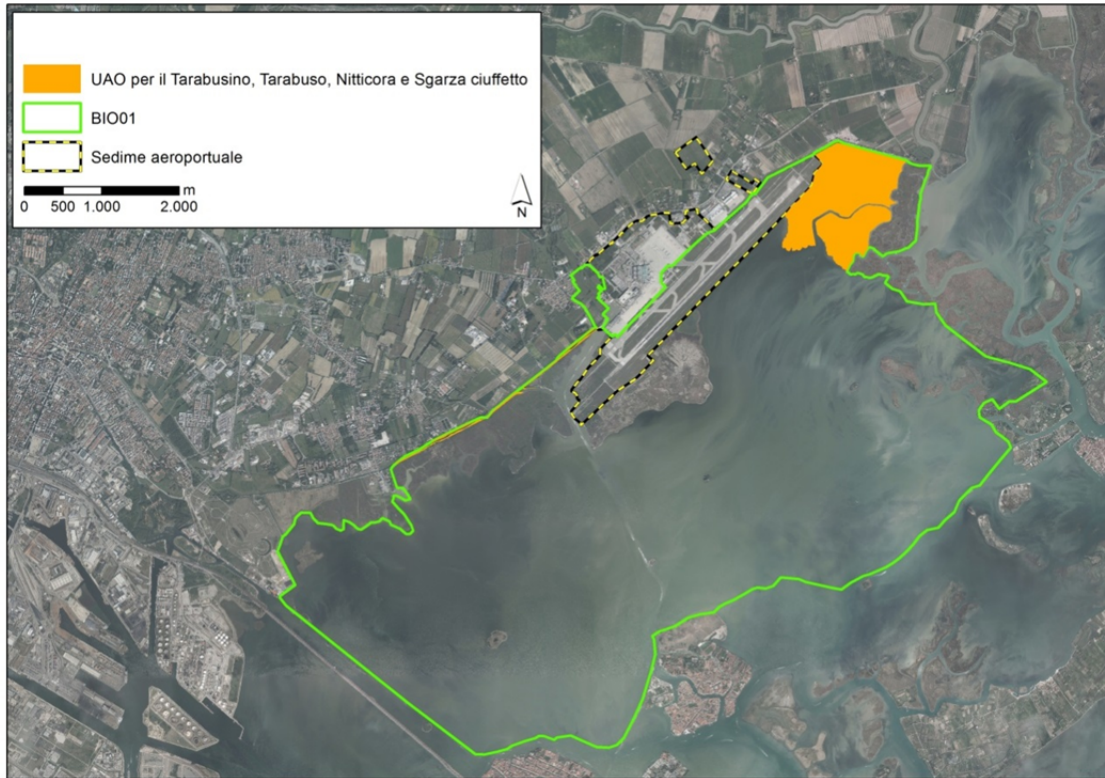 UAO per il Tarabusino, Tarabuso, Nitticora e Sgarza ciuffetto
BIO01
Sedime aeroportuale
m
0 500 1.000 2.000
N